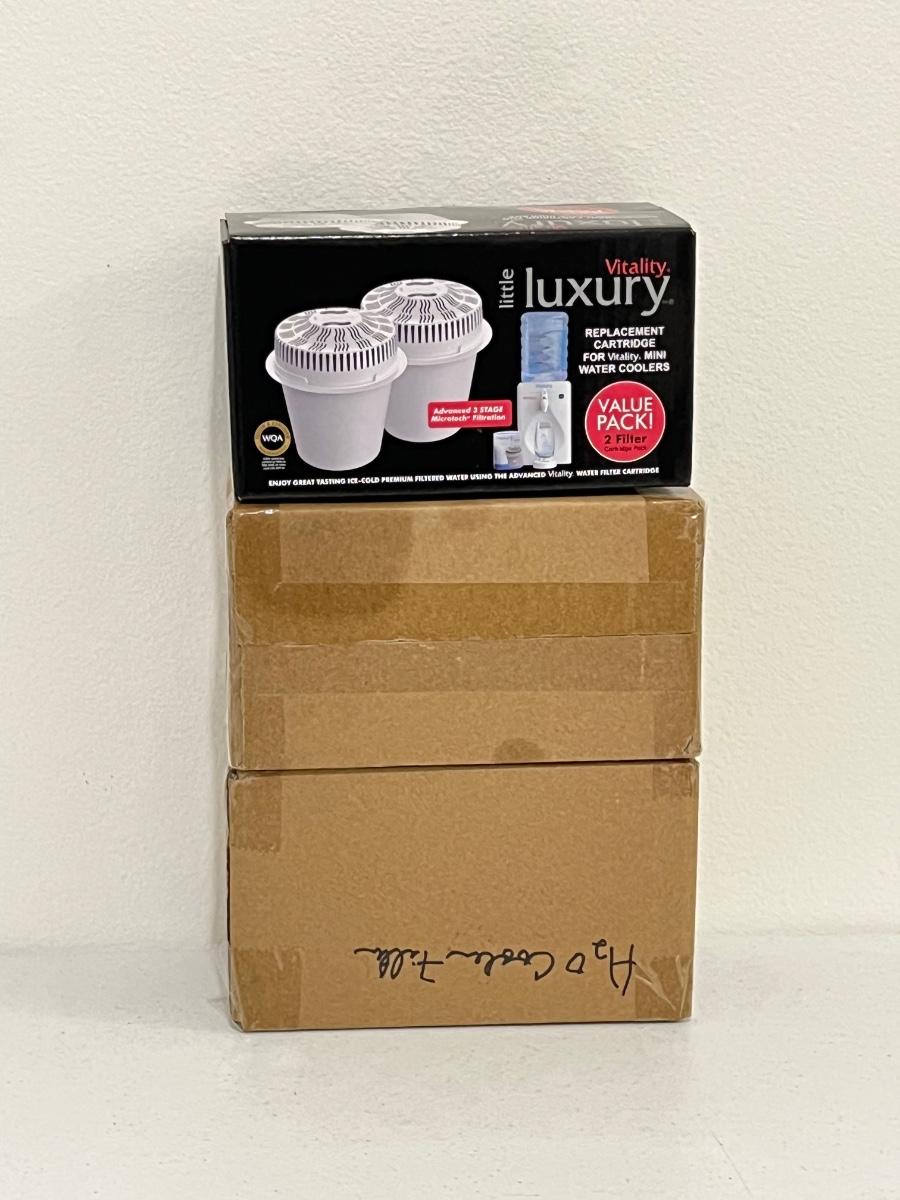 Vitality®
little luxury
REPLACEMENT
CARTRIDGE
FOR Vitality® MINI
WATER COOLERS
VALUE
PACK!
2 Filter
Cartridge Pack
Advanced 3 STAGE
Microtech® Filtration
WQA
ENJOY GREAT TASTING ICE-COLD PREMIUM FILTERED WATER USING THE ADVANCED Vitality® WATER FILTER CARTRIDGE
H2O Cooler Filter